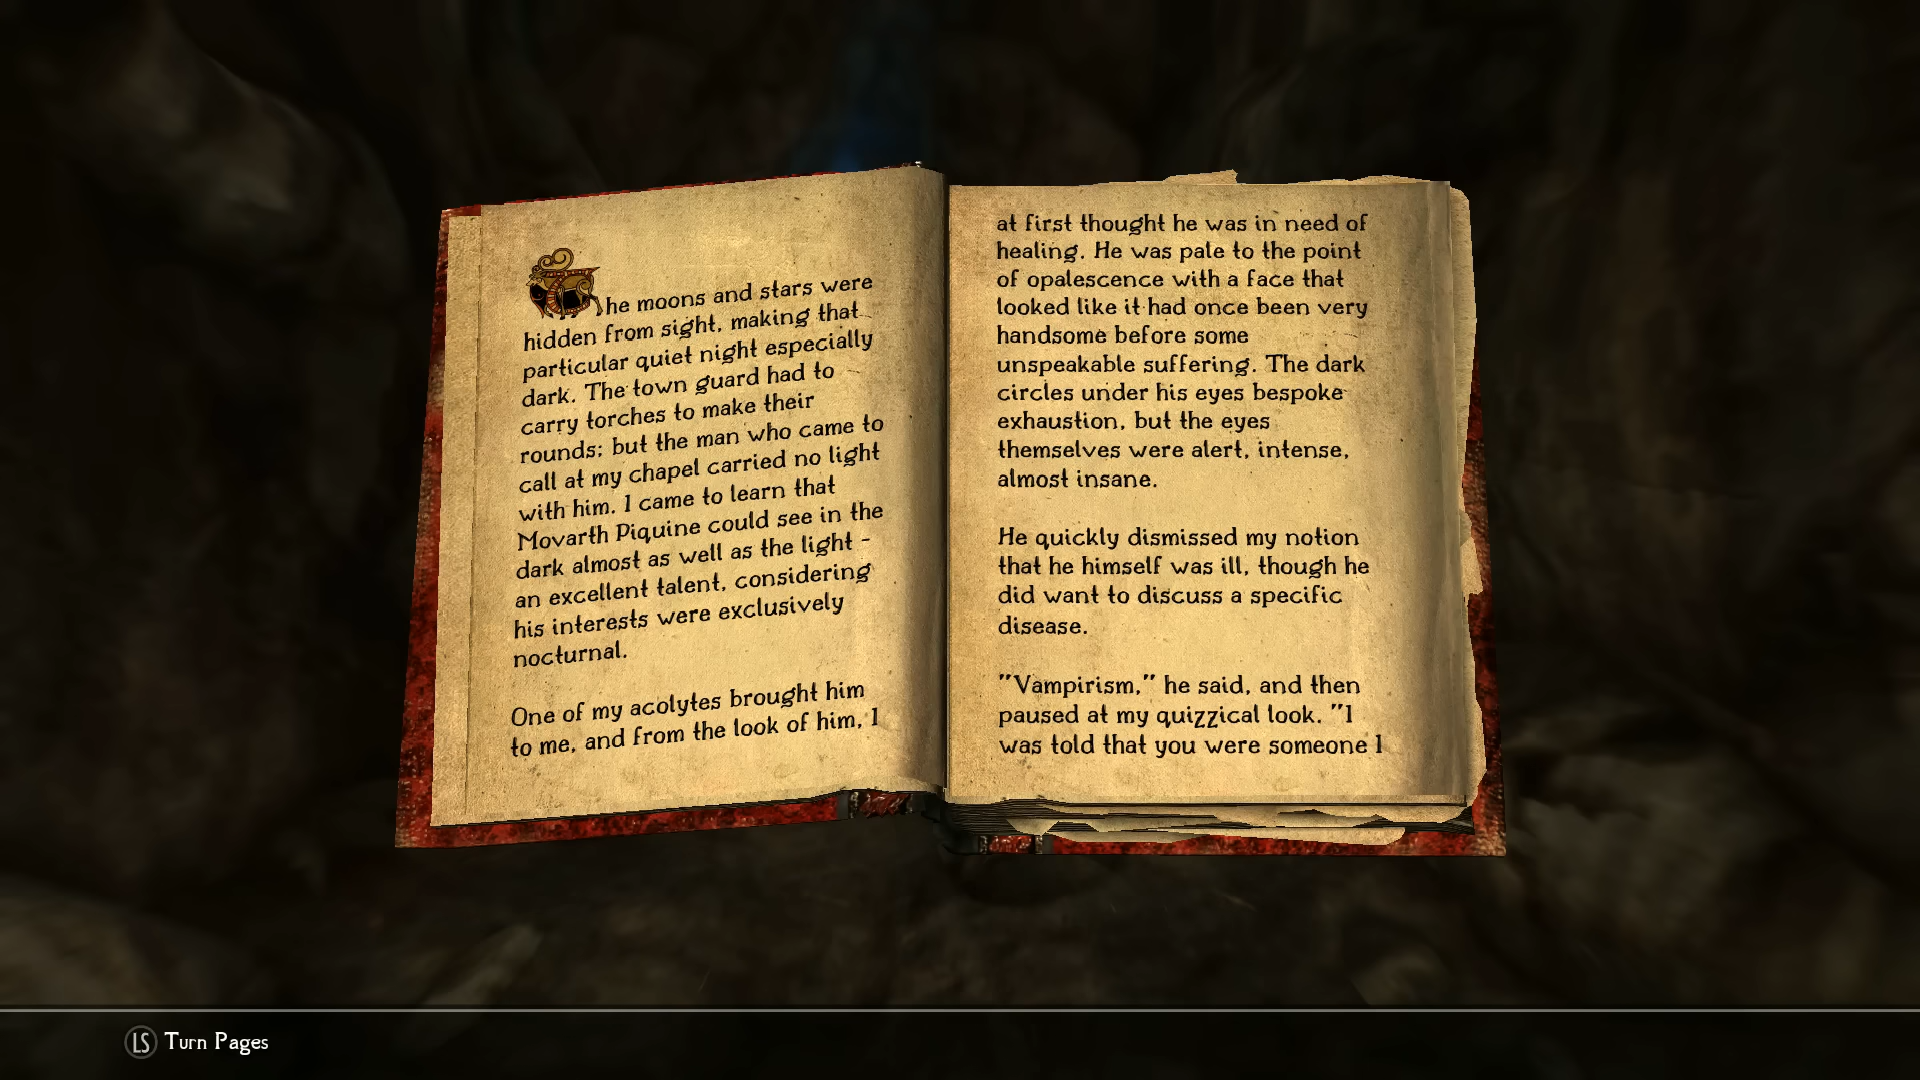 The moons and stars were
hidden from sight, making that
particular quiet night especially
dark. The town guard had to
carry torches to make their
rounds; but the man who came to
call at my chapel carried no light
with him. I came to learn that
Movarth Piquine could see in the
dark almost as well as the light -
an excellent talent, considering
his interests were exclusively
nocturnal.
One of my acolytes brought him
to me, and from the look of him, I
at first thought he was in need of
healing. He was pale to the point
of opalescence with a face that
looked like it had once been very
handsome before some
unspeakable suffering. The dark
circles under his eyes bespoke
exhaustion, but the eyes
themselves were alert, intense,
almost insane.
He quickly dismissed my notion
that he himself was ill, though he
did want to discuss a specific
disease.
"Vampirism," he said, and then
paused at my quizzical look. "I
was told that you were someone I
LS Turn Pages